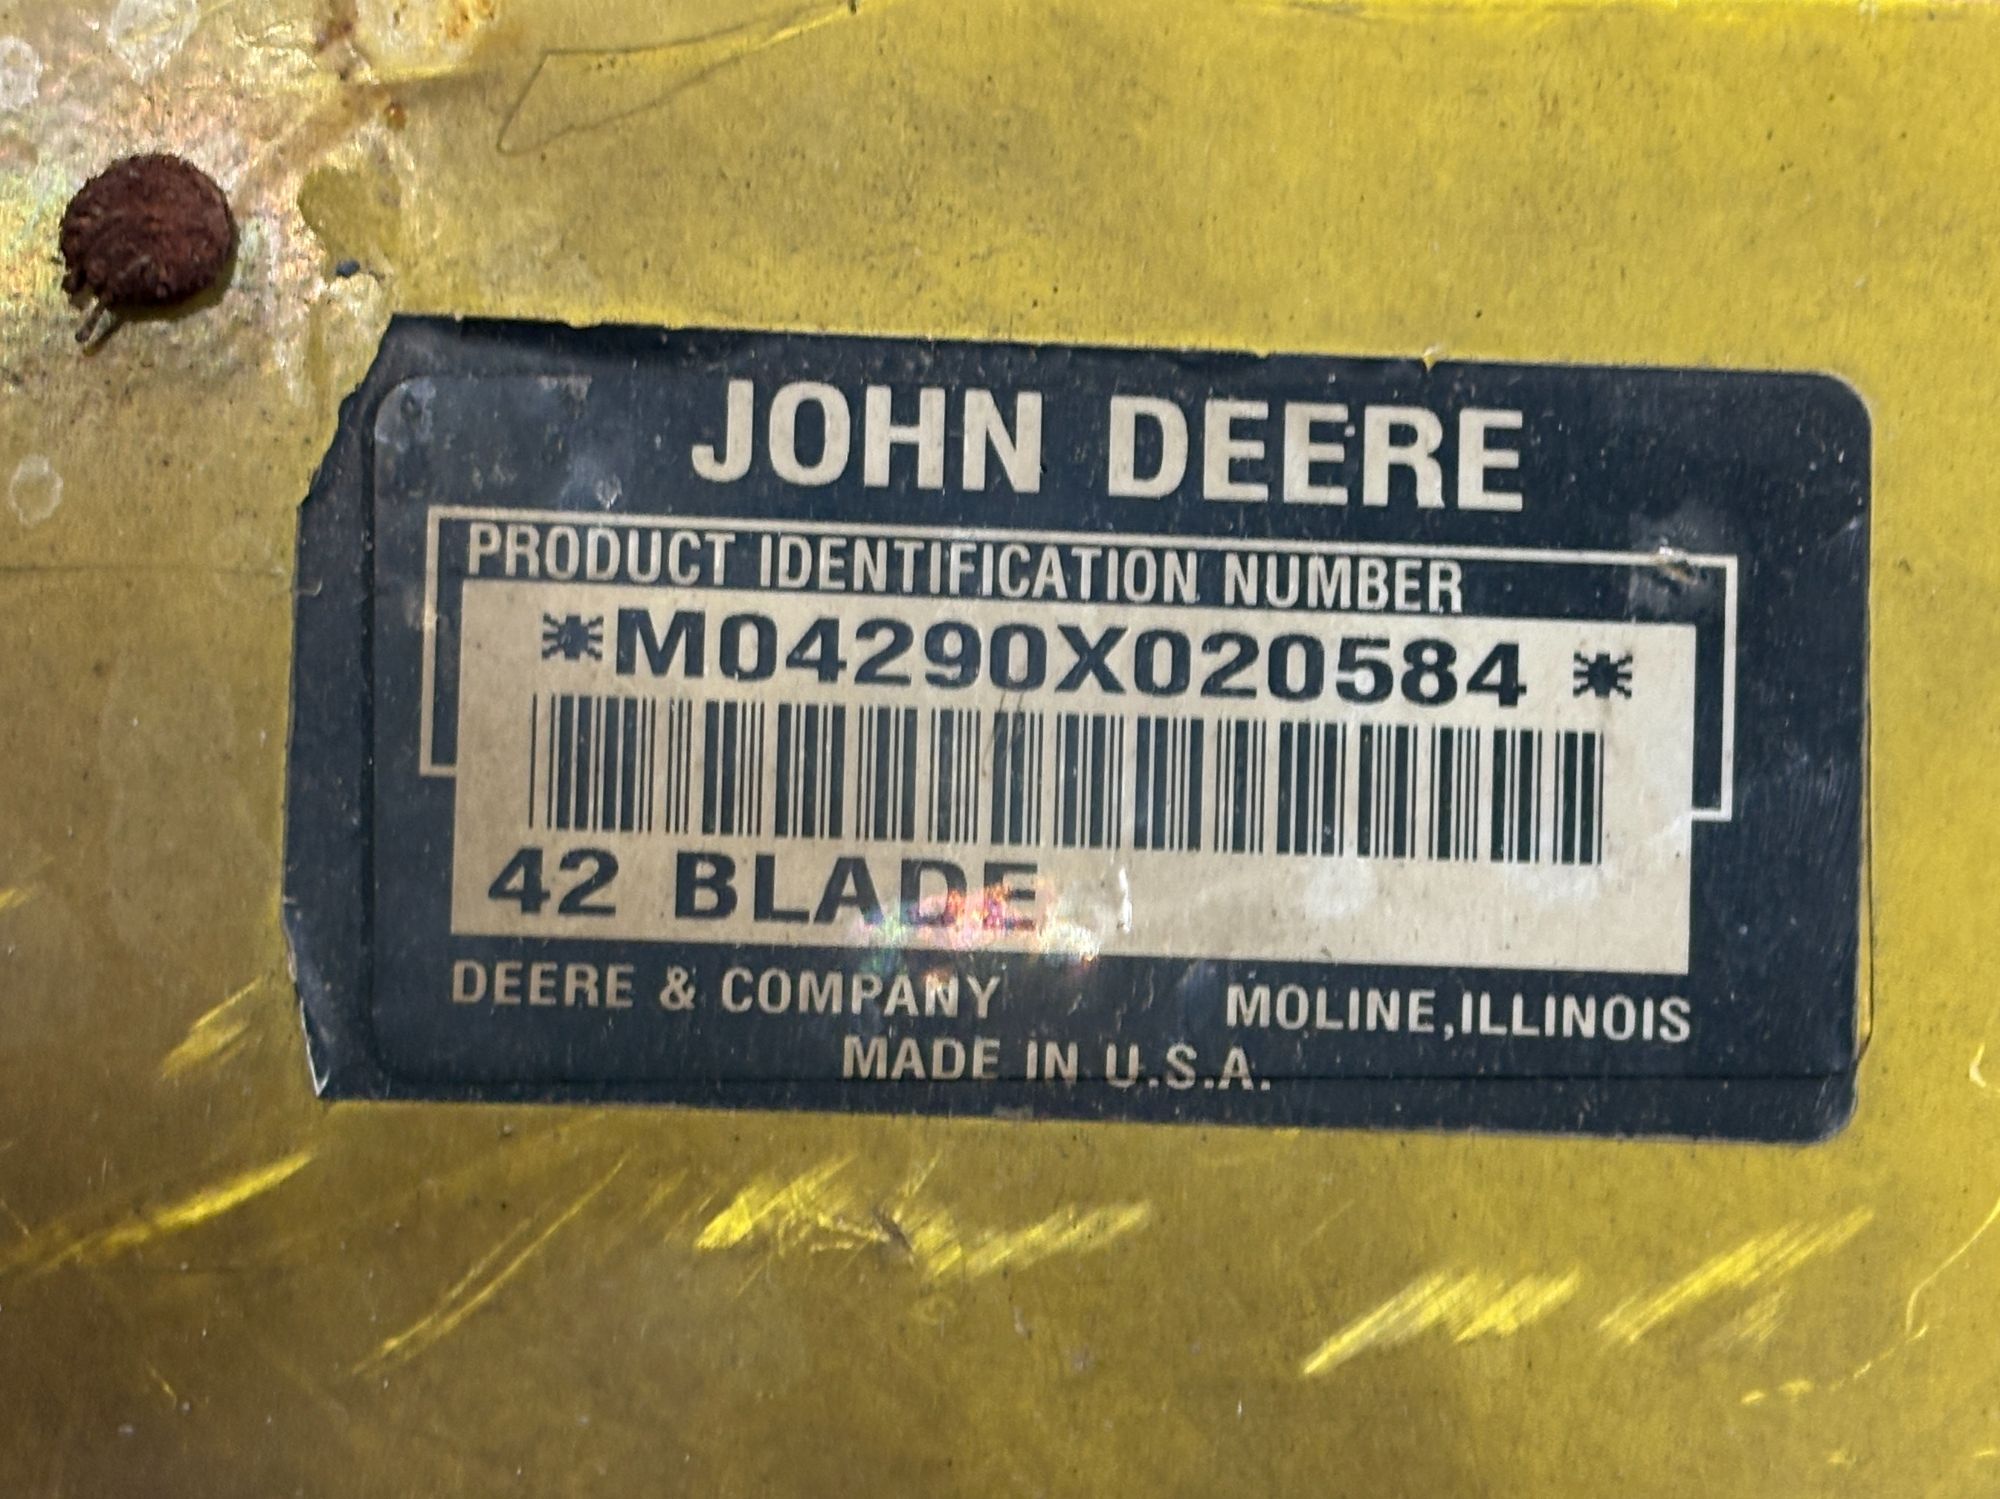 JOHN DEERE
PRODUCT IDENTIFICATION NUMBER
*M04290X020584 *
42 BLADE
DEERE & COMPANY MOLINE, ILLINOIS
MADE IN U.S.A.